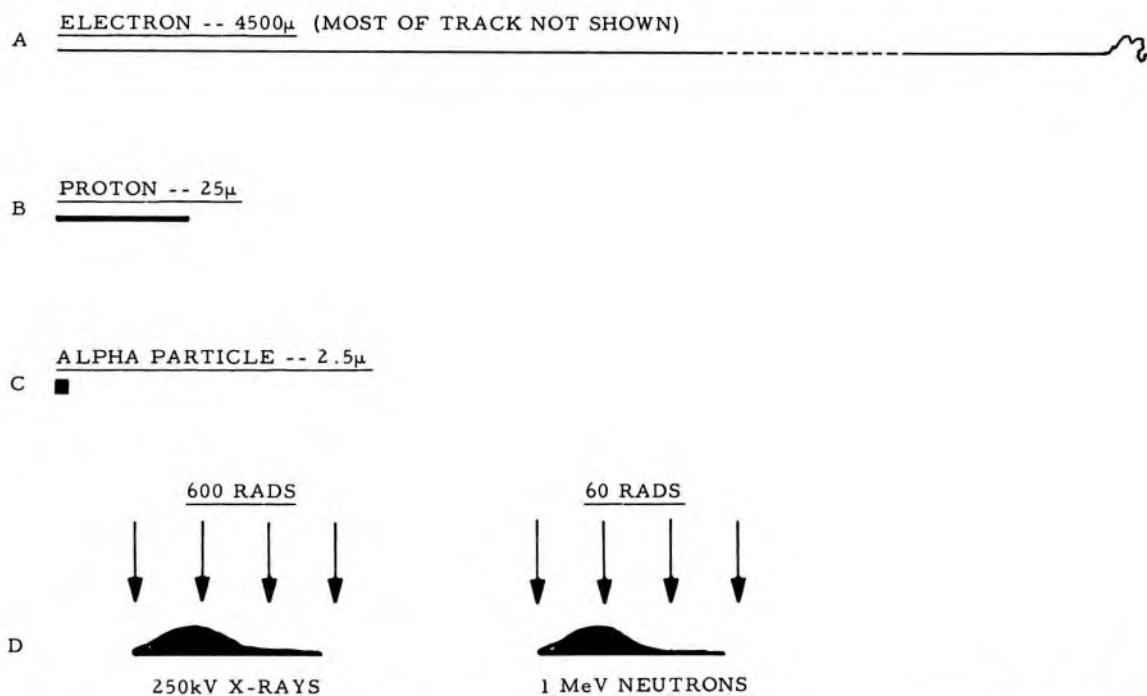 ELECTRON -- 4500µ (MOST OF TRACK NOT SHOWN)
A
PROTON -- 25µ
B
ALPHA PARTICLE -- 2.5µ
C
600 RADS 60 RADS
D
250kV X-RAYS 1 MeV NEUTRONS